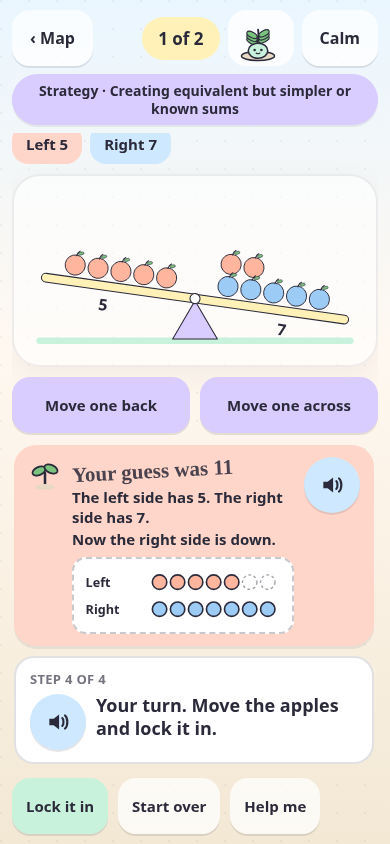 ‹ Map
1 of 2
Calm
Strategy · Creating equivalent but simpler or
known sums
Left 5
Right 7
5
7
Move one back
Move one across
Your guess was 11
The left side has 5. The right
side has 7.
Now the right side is down.
Left
Right
STEP 4 OF 4
Your turn. Move the apples
and lock it in.
Lock it in
Start over
Help me